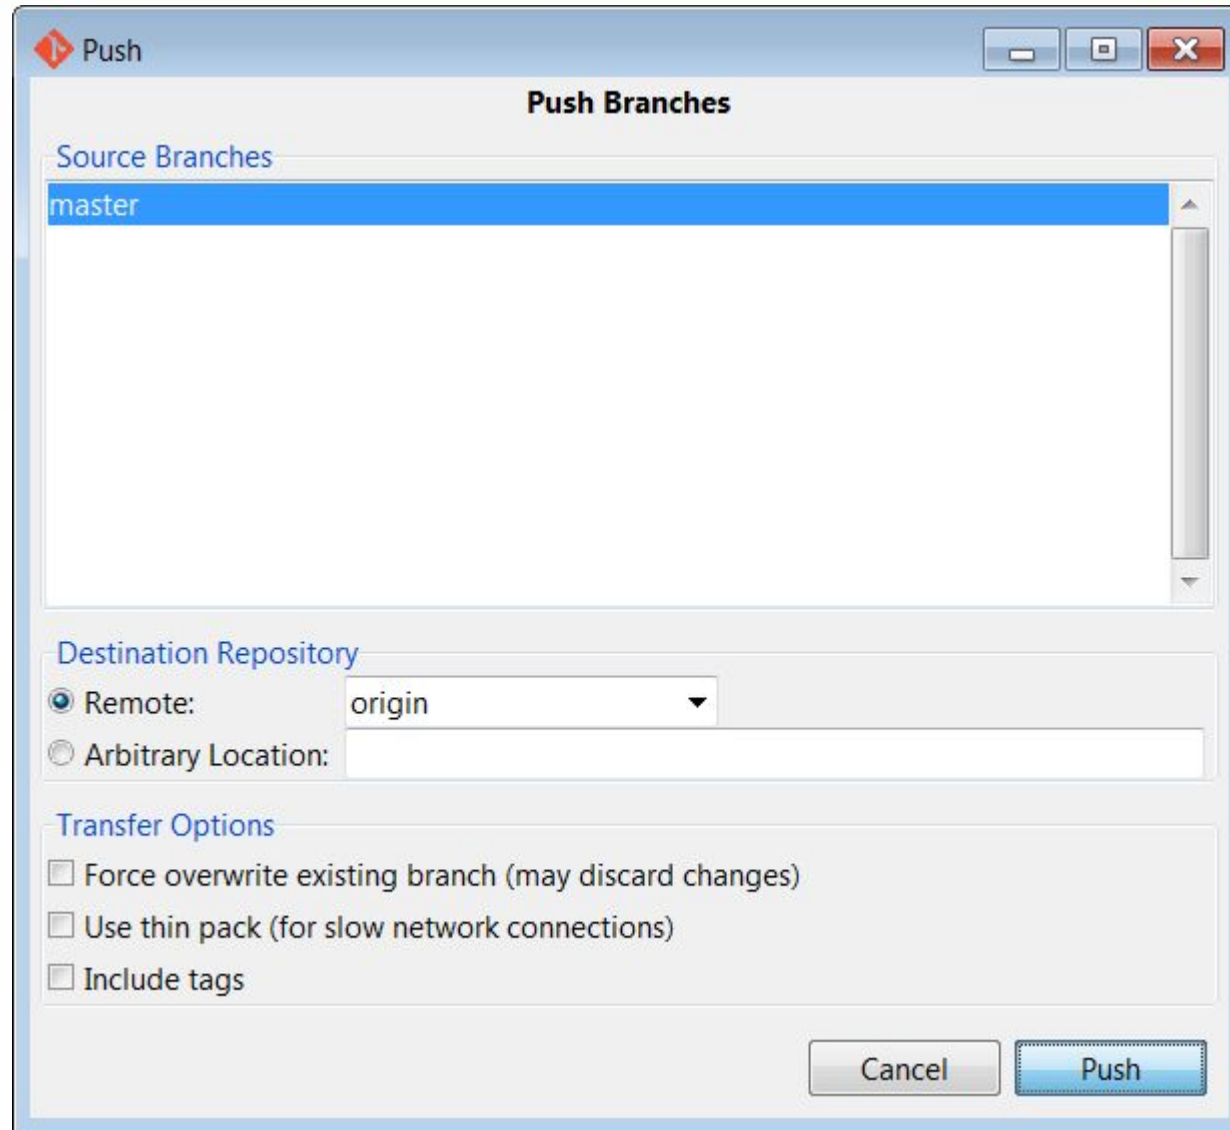 Push
Push Branches
Source Branches
master
Destination Repository
Remote: origin
Arbitrary Location:
Transfer Options
Force overwrite existing branch (may discard changes)
Use thin pack (for slow network connections)
Include tags
Cancel Push